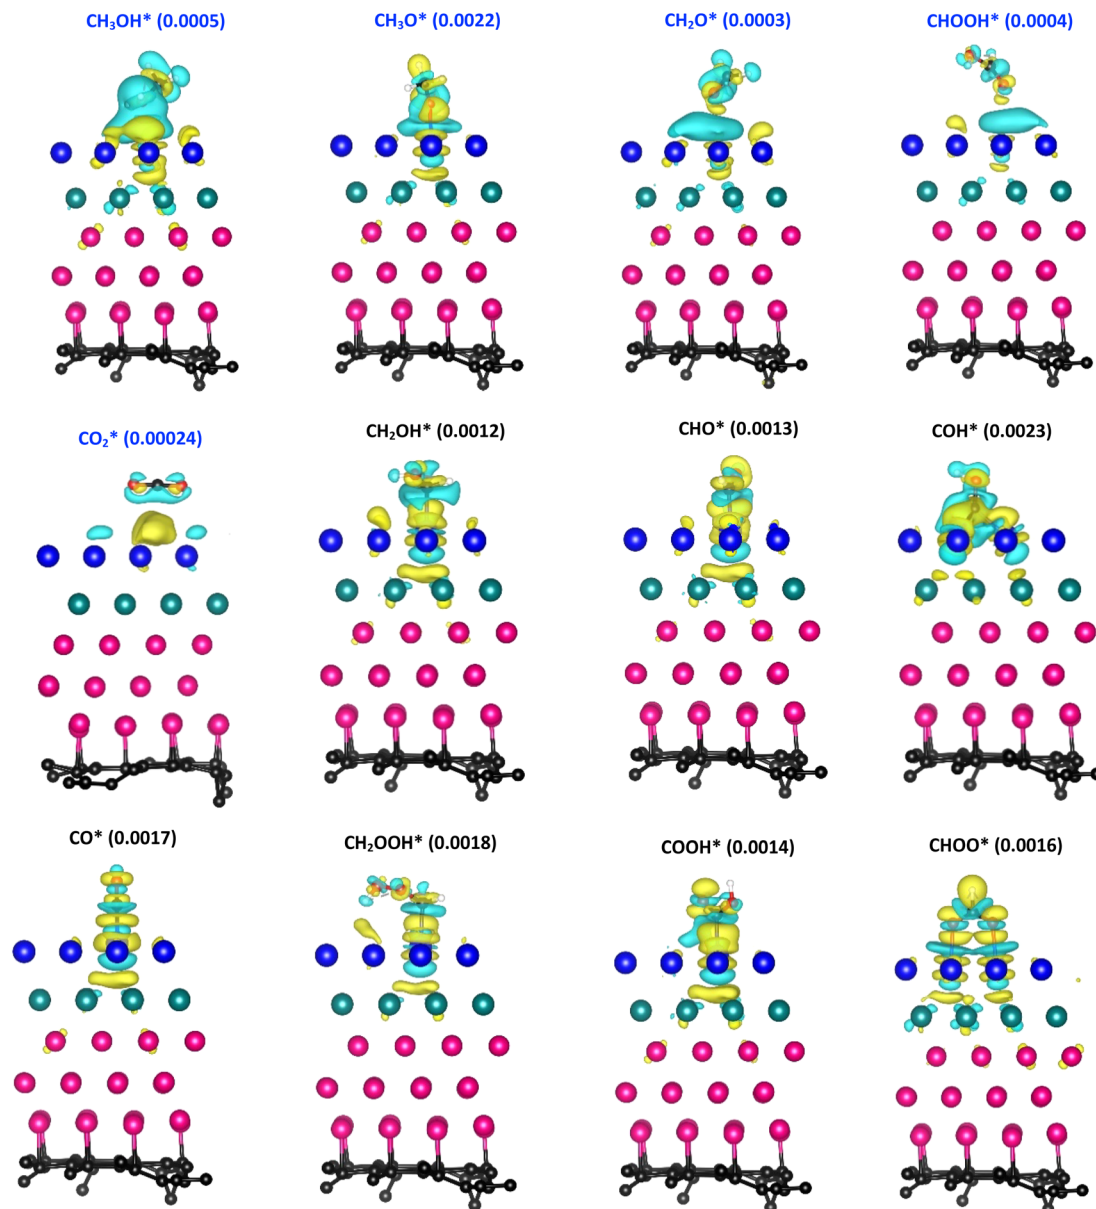 CH₃OH* (0.0005)
CH₃O* (0.0022)
CH₂O* (0.0003)
CHOOH* (0.0004)
CO₂* (0.00024)
CH₂OH* (0.0012)
CHO* (0.0013)
COH* (0.0023)
CO* (0.0017)
CH₂OOH* (0.0018)
COOH* (0.0014)
CHOO* (0.0016)